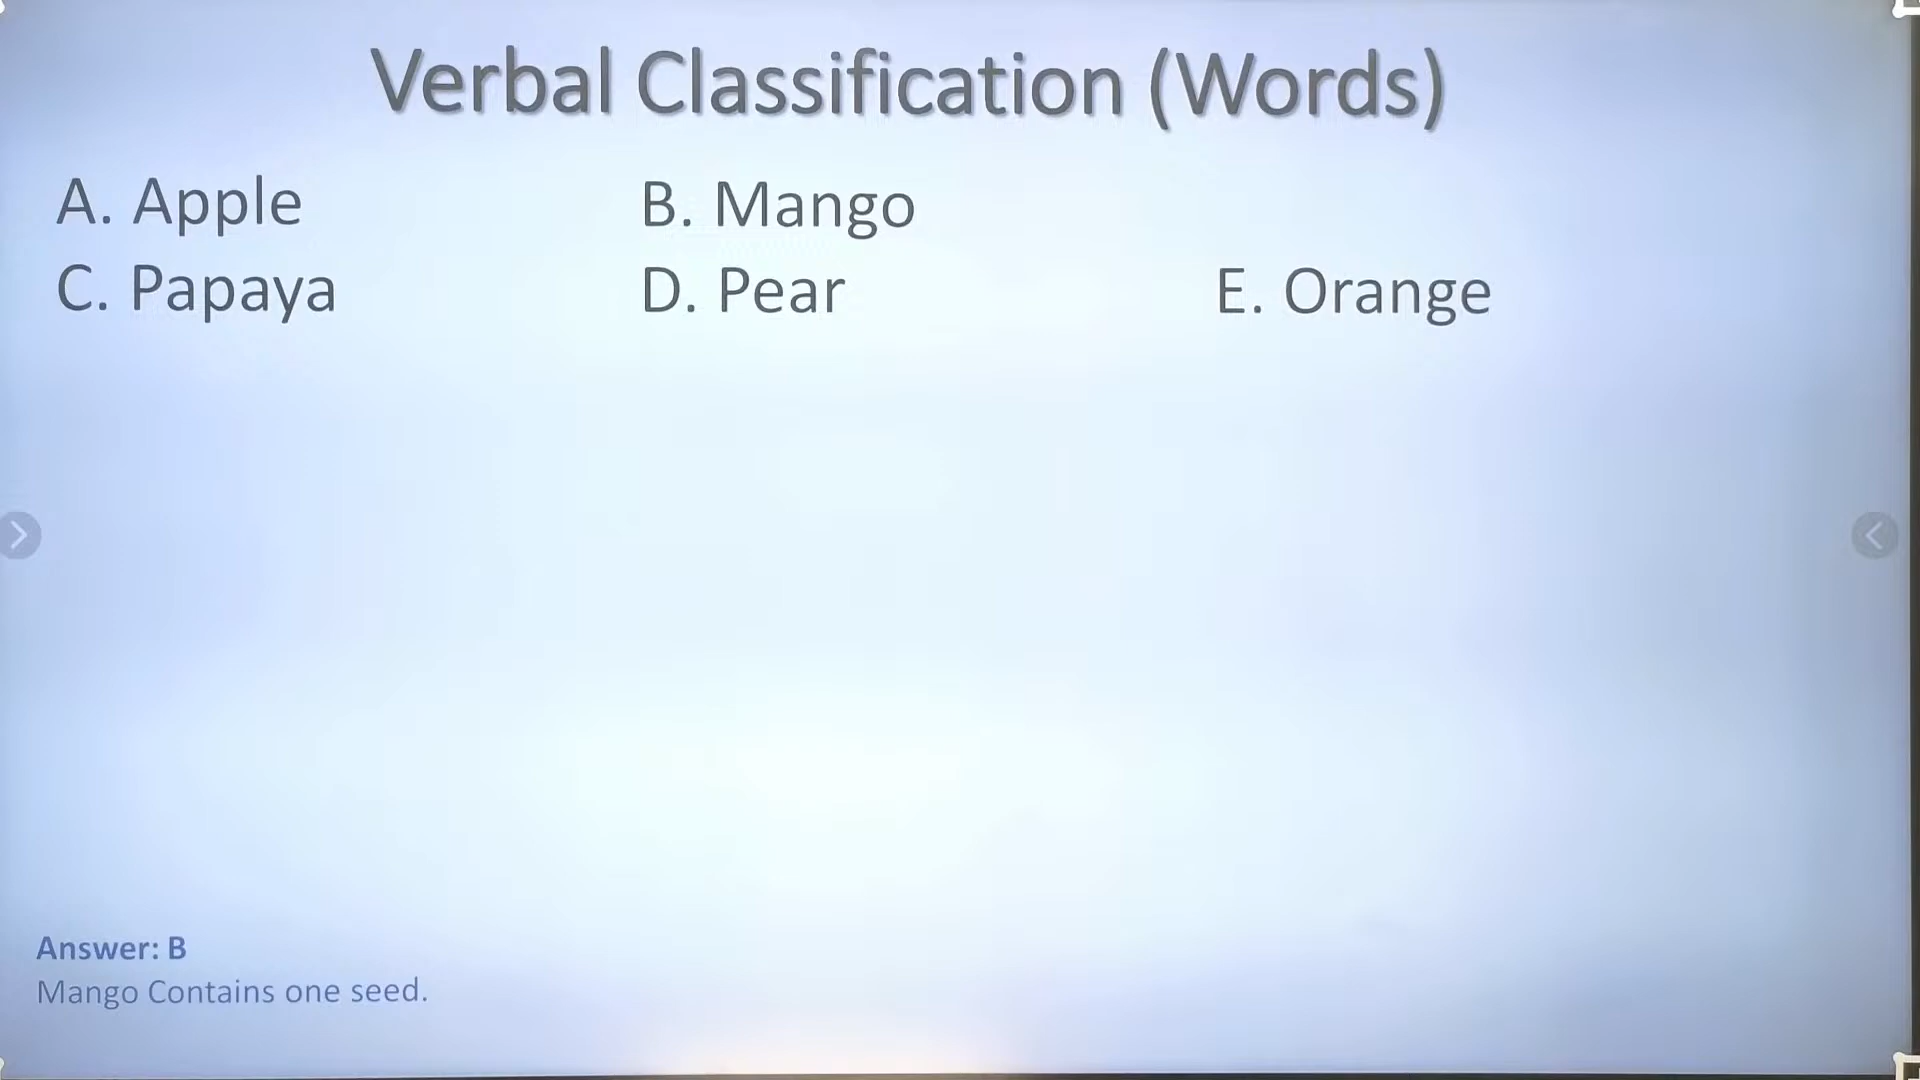 Verbal Classification (Words)
A. Apple B. Mango
C. Papaya D. Pear E. Orange
Answer: B
Mango Contains one seed.